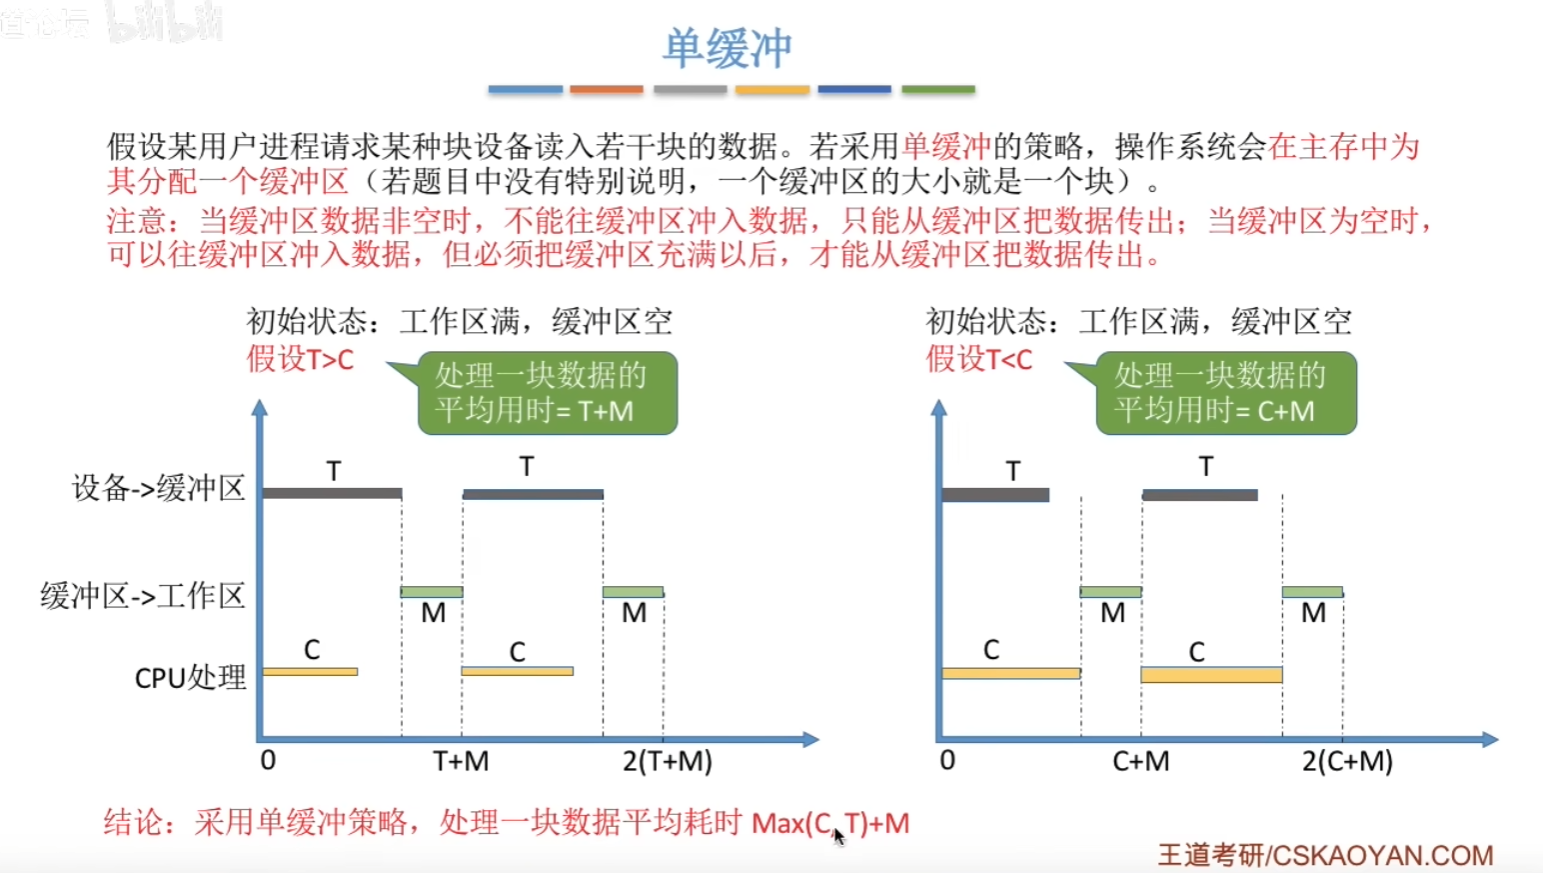 bilibili
单缓冲
假设某用户进程请求某种块设备读入若干块的数据。若采用单缓冲的策略，操作系统会在主存中为
其分配一个缓冲区（若题目中没有特别说明，一个缓冲区的大小就是一个块）。
注意：当缓冲区数据非空时，不能往缓冲区冲入数据，只能从缓冲区把数据传出；当缓冲区为空时，
可以往缓冲区冲入数据，但必须把缓冲区充满以后，才能从缓冲区把数据传出。
初始状态：工作区满，缓冲区空
假设T>C
处理一块数据的
平均用时= T+M
T
T
设备->缓冲区
缓冲区->工作区
M
M
C
C
CPU处理
0
T+M
2(T+M)
初始状态：工作区满，缓冲区空
假设T<C
处理一块数据的
平均用时= C+M
T
T
M
M
C
C
0
C+M
2(C+M)
结论：采用单缓冲策略，处理一块数据平均耗时 Max(C, T)+M
王道考研/CSKAOYAN.COM